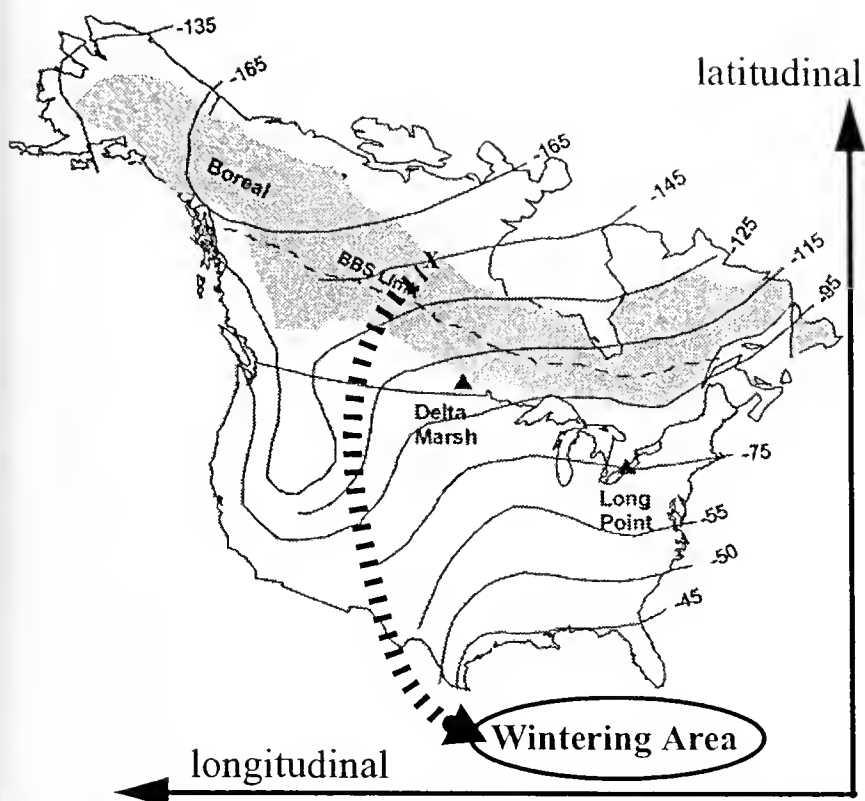 -135
-165
latitudinal
-165
Boreal
-145
-125
-115
-95
BBS Lim
X
Delta
Marsh
-75
Long
Point
-55
-50
-45
Wintering Area
longitudinal